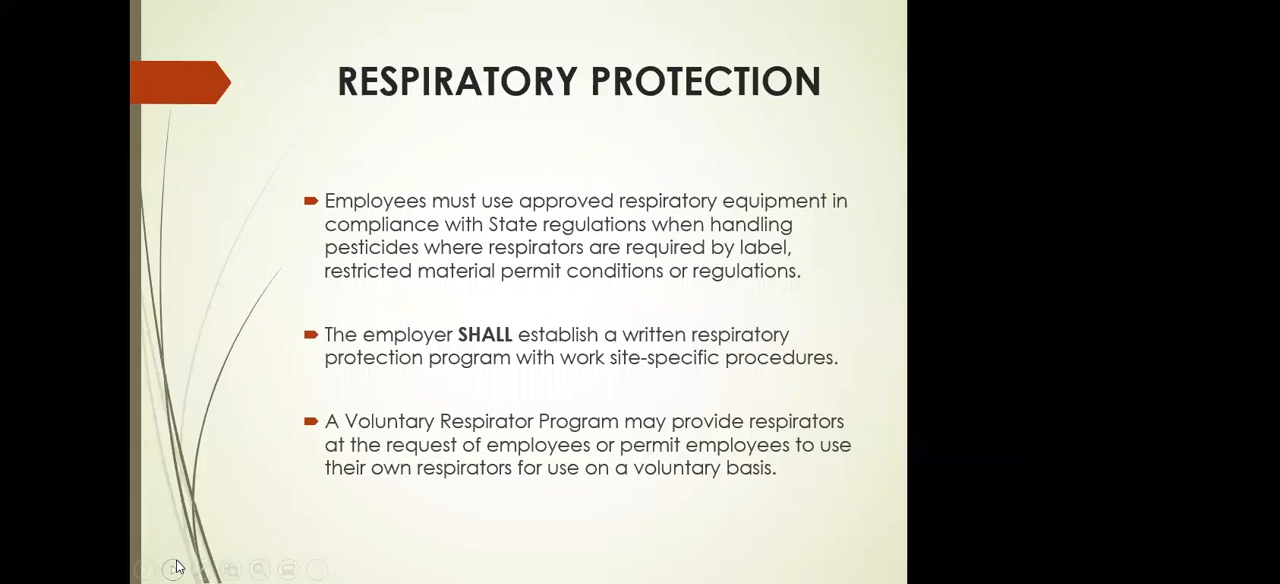 RESPIRATORY PROTECTION
Employees must use approved respiratory equipment in
compliance with State regulations when handling
pesticides where respirators are required by label,
restricted material permit conditions or regulations.
The employer SHALL establish a written respiratory
protection program with work site-specific procedures.
A Voluntary Respirator Program may provide respirators
at the request of employees or permit employees to use
their own respirators for use on a voluntary basis.